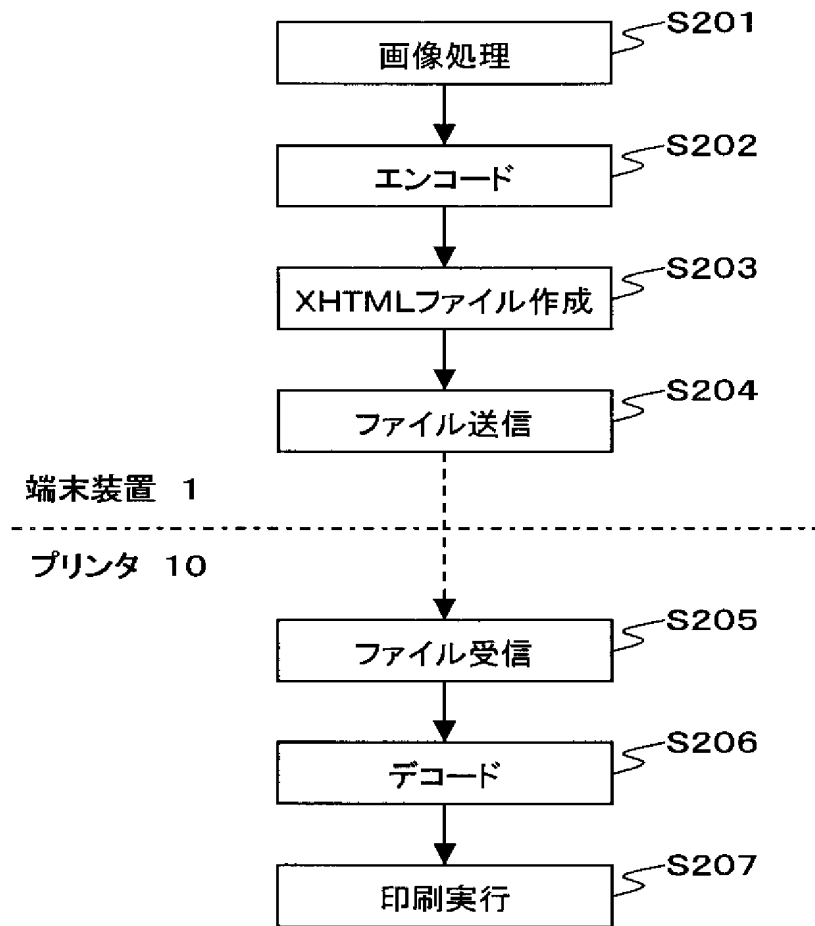 S201
画像処理
S202
エンコード
S203
XHTMLファイル作成
S204
ファイル送信
端末装置 1
プリンタ 10
S205
ファイル受信
S206
デコード
S207
印刷実行